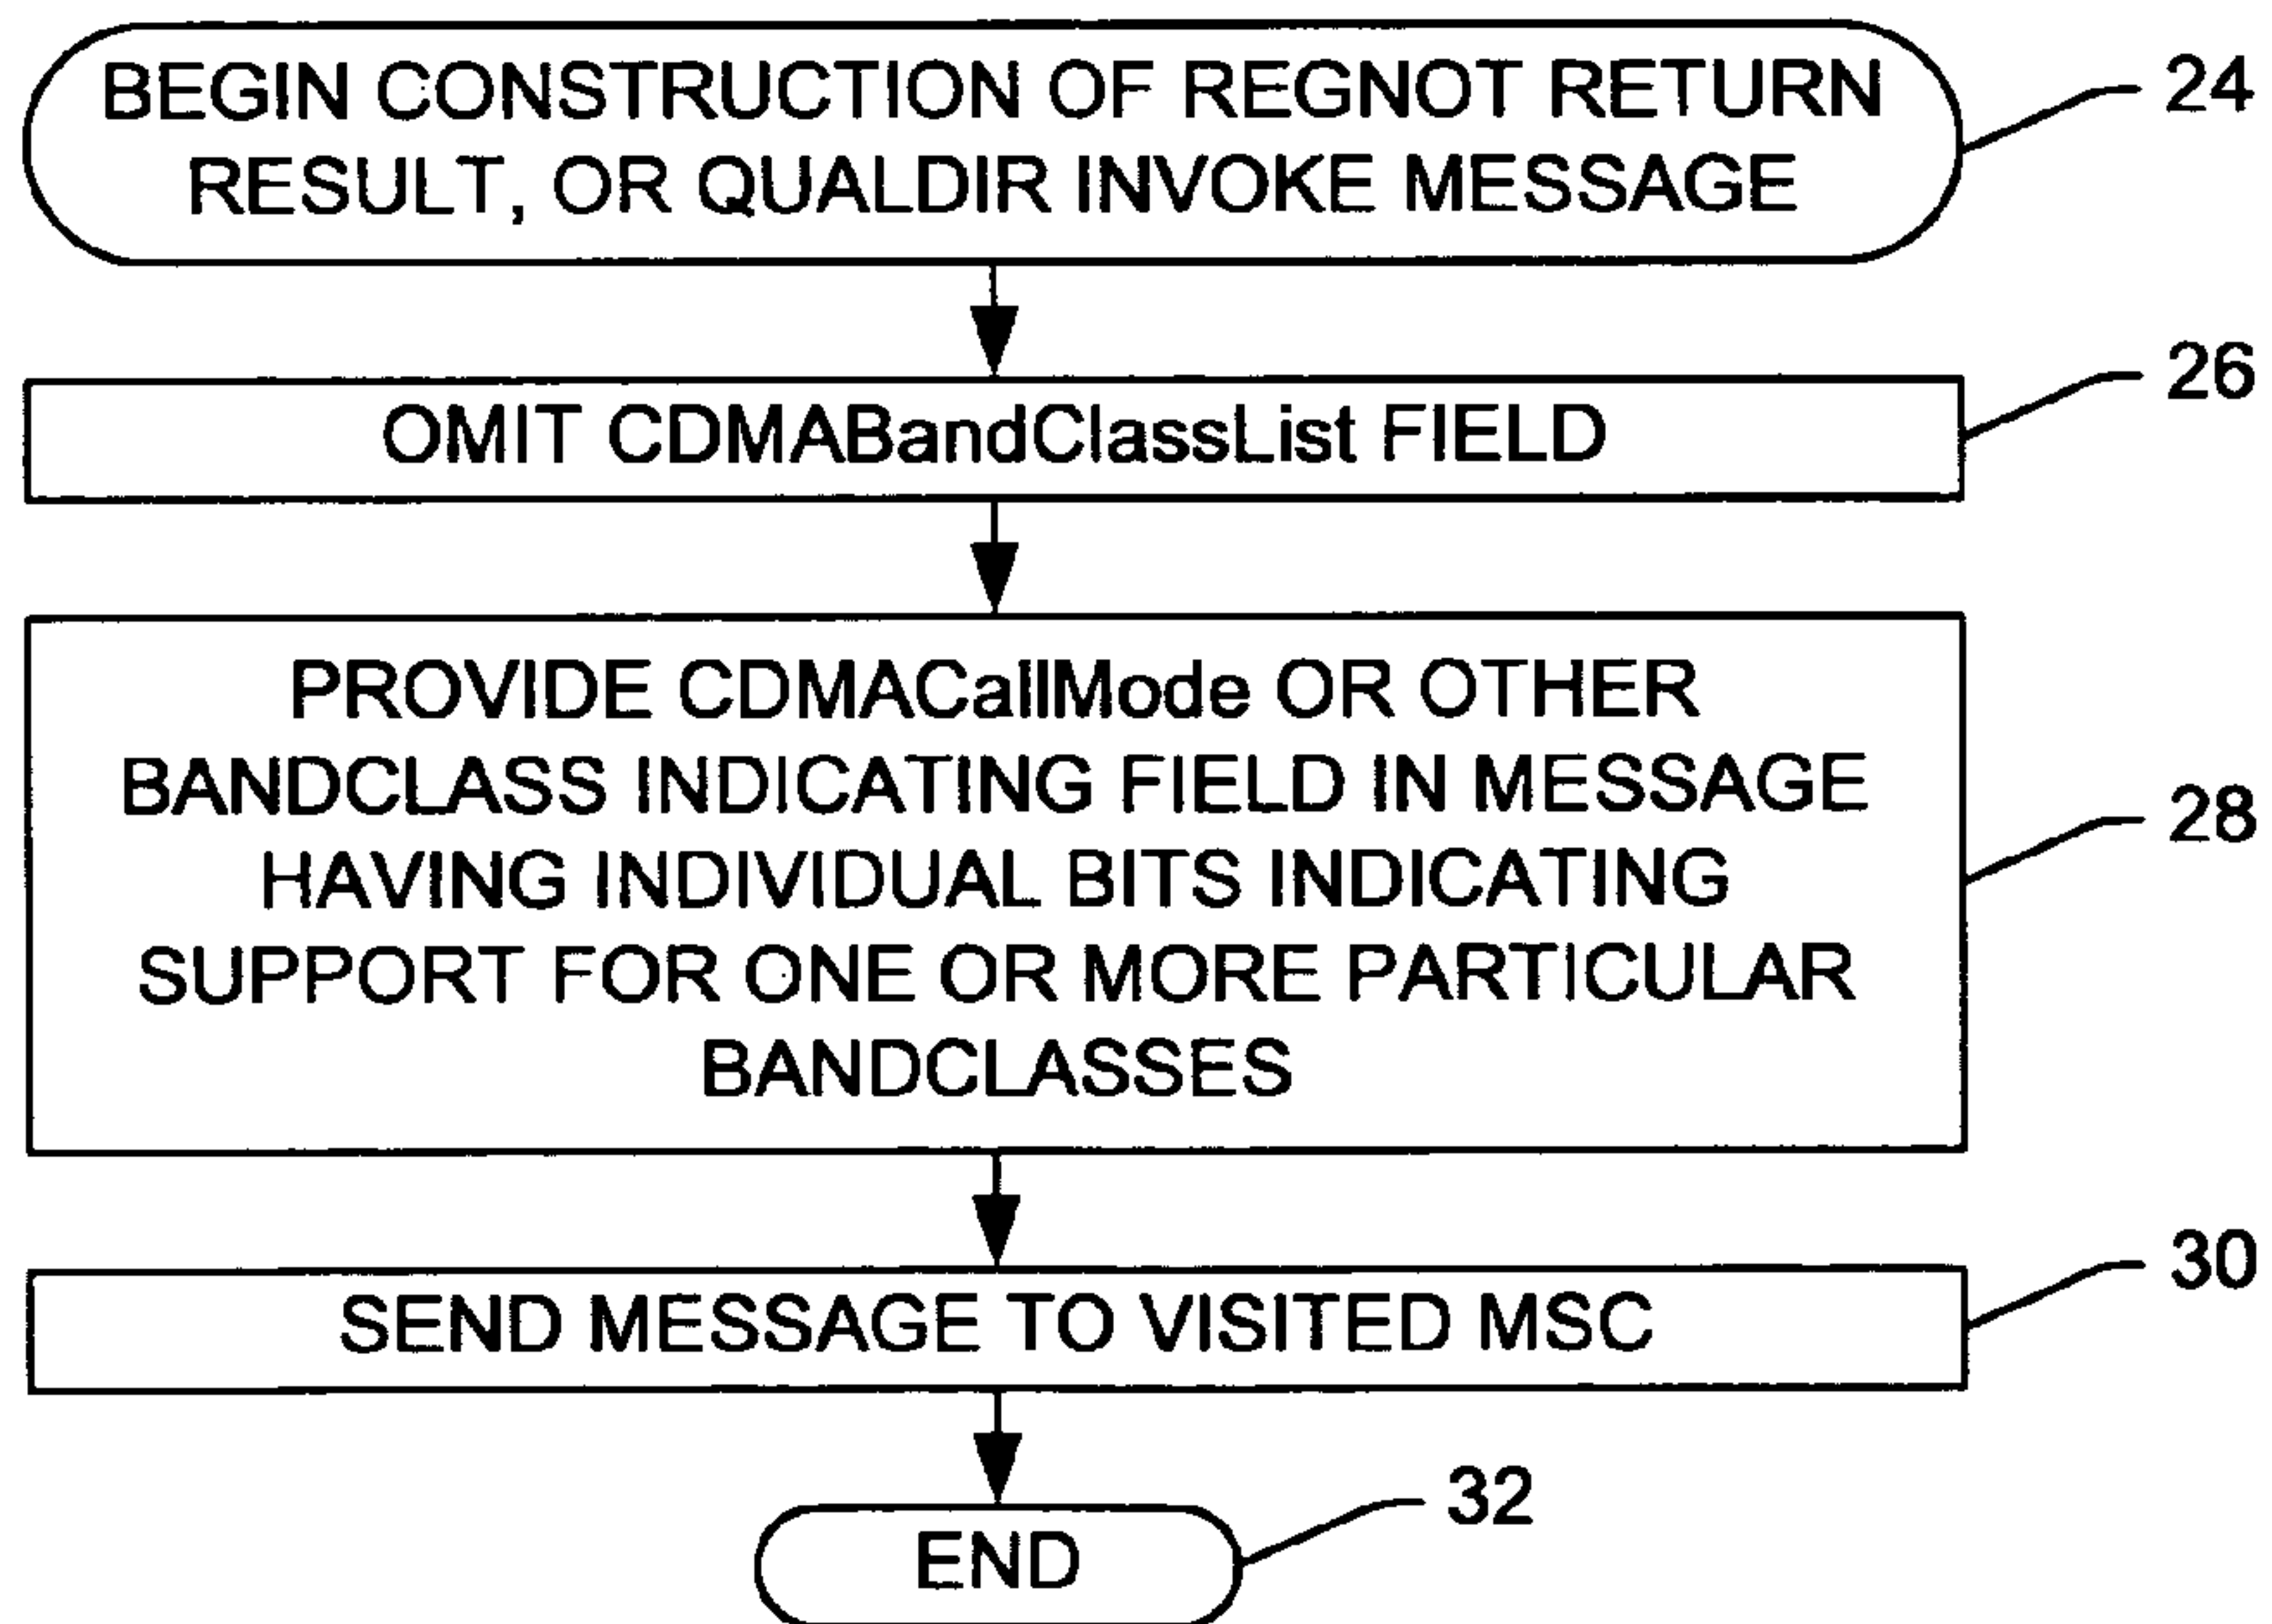 BEGIN CONSTRUCTION OF REGNOT RETURN
RESULT, OR QUALDIR INVOKE MESSAGE
24
OMIT CDMABandClassList FIELD
26
PROVIDE CDMACallMode OR OTHER
BANDCLASS INDICATING FIELD IN MESSAGE
HAVING INDIVIDUAL BITS INDICATING
SUPPORT FOR ONE OR MORE PARTICULAR
BANDCLASSES
28
SEND MESSAGE TO VISITED MSC
30
END
32